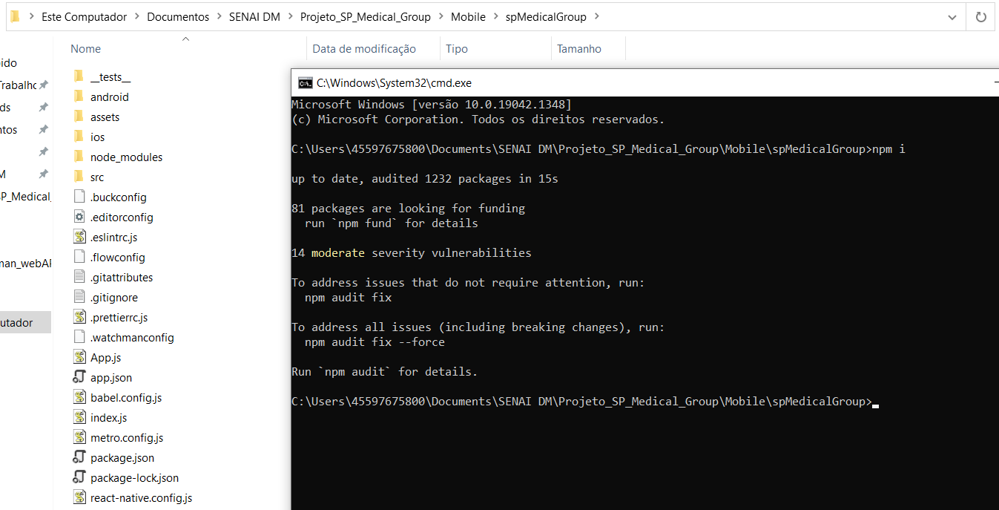 Este Computador > Documentos > SENAI DM > Projeto_SP_Medical_Group > Mobile > spMedicalGroup >
Nome Data de modificação Tipo Tamanho
ido
Trabalho
ds
ntos
M
SP_Medical_
man_webAP
utador
__tests__
android
assets
ios
node_modules
src
.buckconfig
.editorconfig
.eslintrc.js
.flowconfig
.gitattributes
.gitignore
.prettierrc.js
.watchmanconfig
App.js
app.json
babel.config.js
index.js
metro.config.js
package.json
package-lock.json
react-native.config.js
C:\Windows\System32\cmd.exe
Microsoft Windows [versão 10.0.19042.1348]
(c) Microsoft Corporation. Todos os direitos reservados.
C:\Users\45597675800\Documents\SENAI DM\Projeto_SP_Medical_Group\Mobile\spMedicalGroup>npm i
up to date, audited 1232 packages in 15s
81 packages are looking for funding
run `npm fund` for details
14 moderate severity vulnerabilities
To address issues that do not require attention, run:
npm audit fix
To address all issues (including breaking changes), run:
npm audit fix --force
Run `npm audit` for details.
C:\Users\45597675800\Documents\SENAI DM\Projeto_SP_Medical_Group\Mobile\spMedicalGroup>